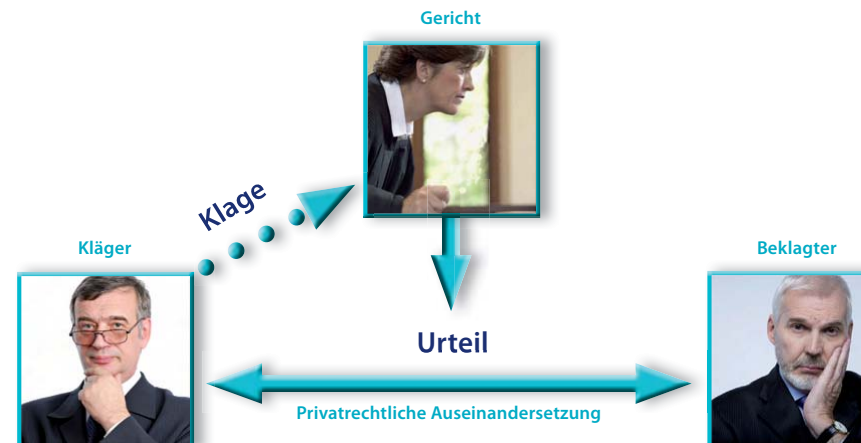 Gericht
Klage
Kläger
Beklagter
Urteil
Privatrechtliche Auseinandersetzung